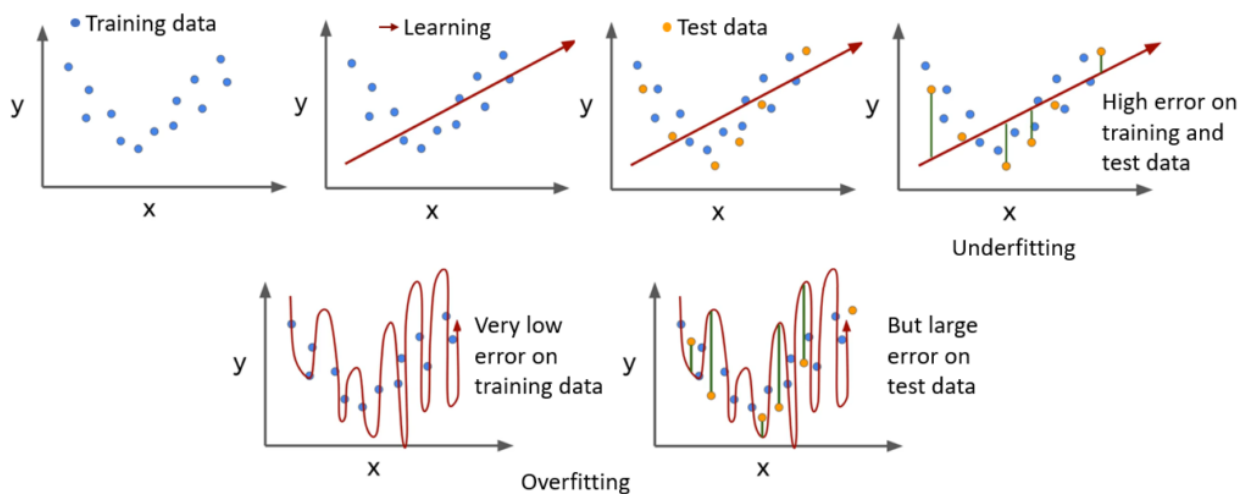 Training data
Learning
Test data
y
x
y
x
y
x
y
x
High error on
training and
test data
Underfitting
y
x
Very low
error on
training data
y
x
But large
error on
test data
Overfitting